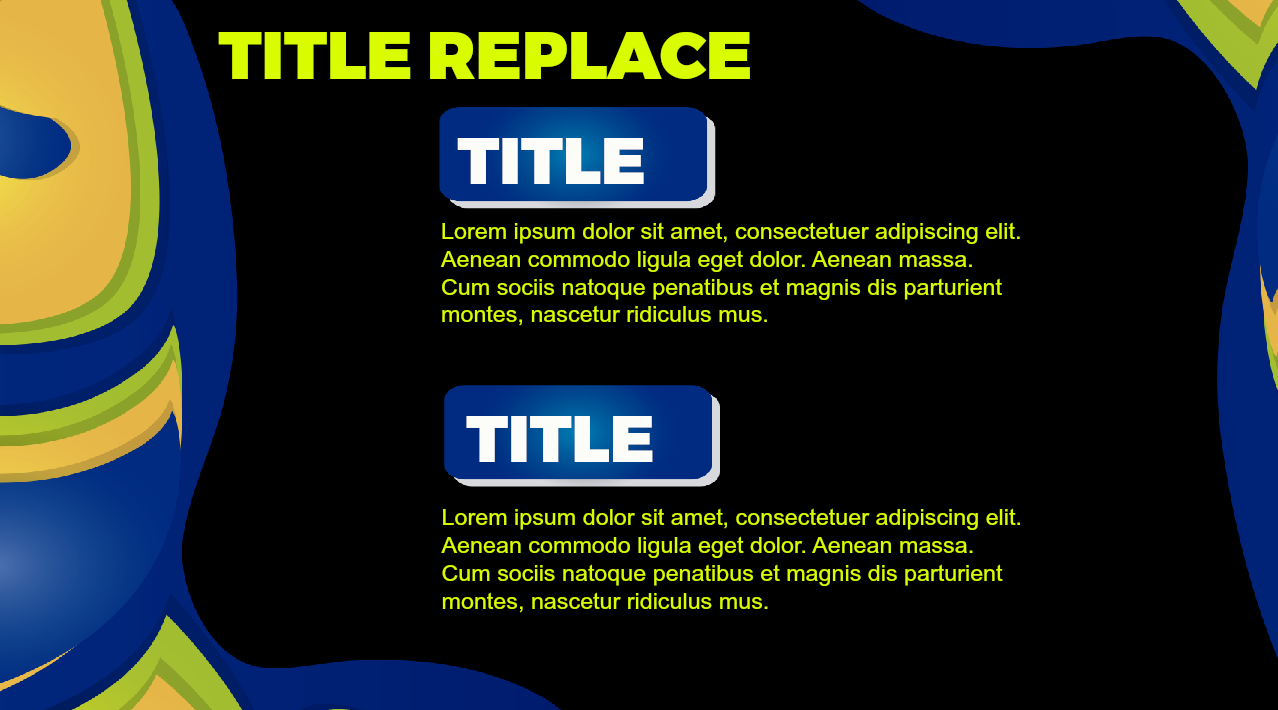 TITLE REPLACE
TITLE
Lorem ipsum dolor sit amet, consectetuer adipiscing elit.
Aenean commodo ligula eget dolor. Aenean massa.
Cum sociis natoque penatibus et magnis dis parturient
montes, nascetur ridiculus mus.
TITLE
Lorem ipsum dolor sit amet, consectetuer adipiscing elit.
Aenean commodo ligula eget dolor. Aenean massa.
Cum sociis natoque penatibus et magnis dis parturient
montes, nascetur ridiculus mus.